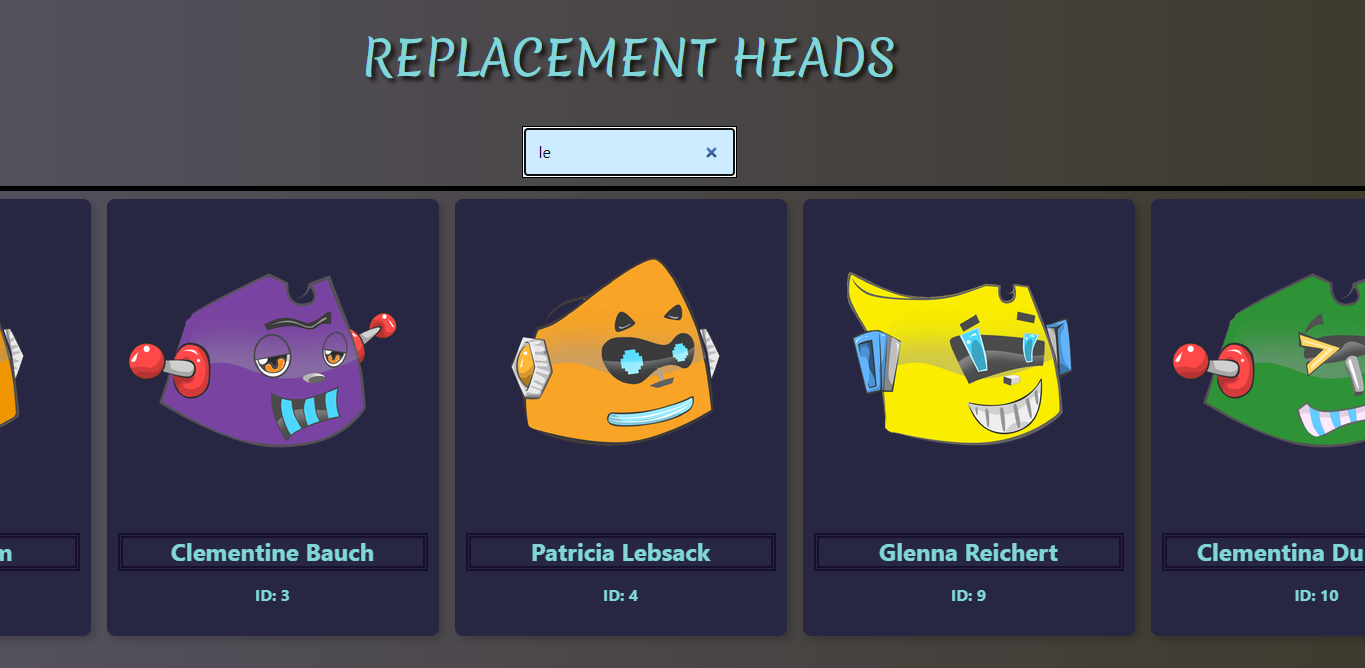 REPLACEMENT HEADS
le
m Clementine Bauch Patricia Lebsack Glenna Reichert Clementina Du
ID: 3 ID: 4 ID: 9 ID: 10